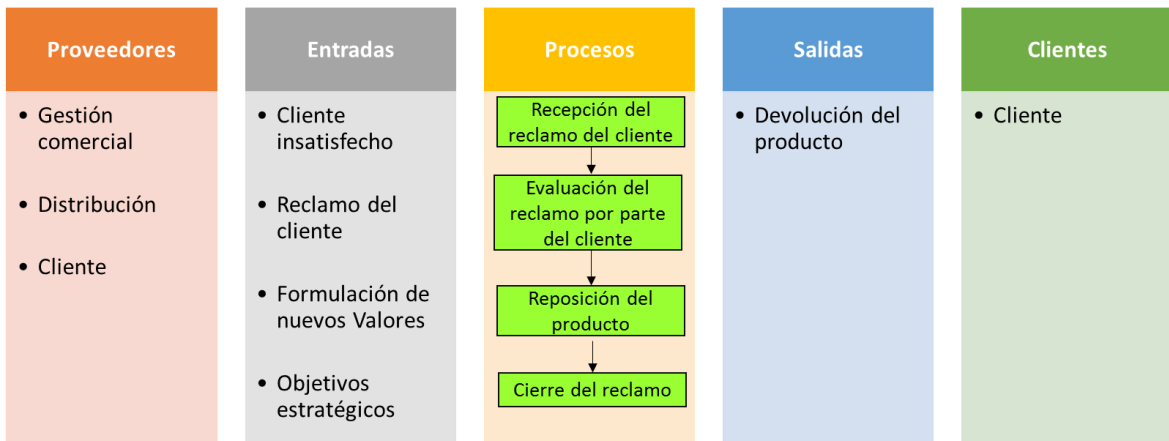 Proveedores
• Gestión
comercial
• Distribución
• Cliente
Entradas
• Cliente
insatisfecho
• Reclamo del
cliente
• Formulación de
nuevos Valores
• Objetivos
estratégicos
Procesos
Recepción del
reclamo del cliente
Evaluación del
reclamo por parte
del cliente
Reposición del
producto
Cierre del reclamo
Salidas
• Devolución del
producto
Clientes
• Cliente